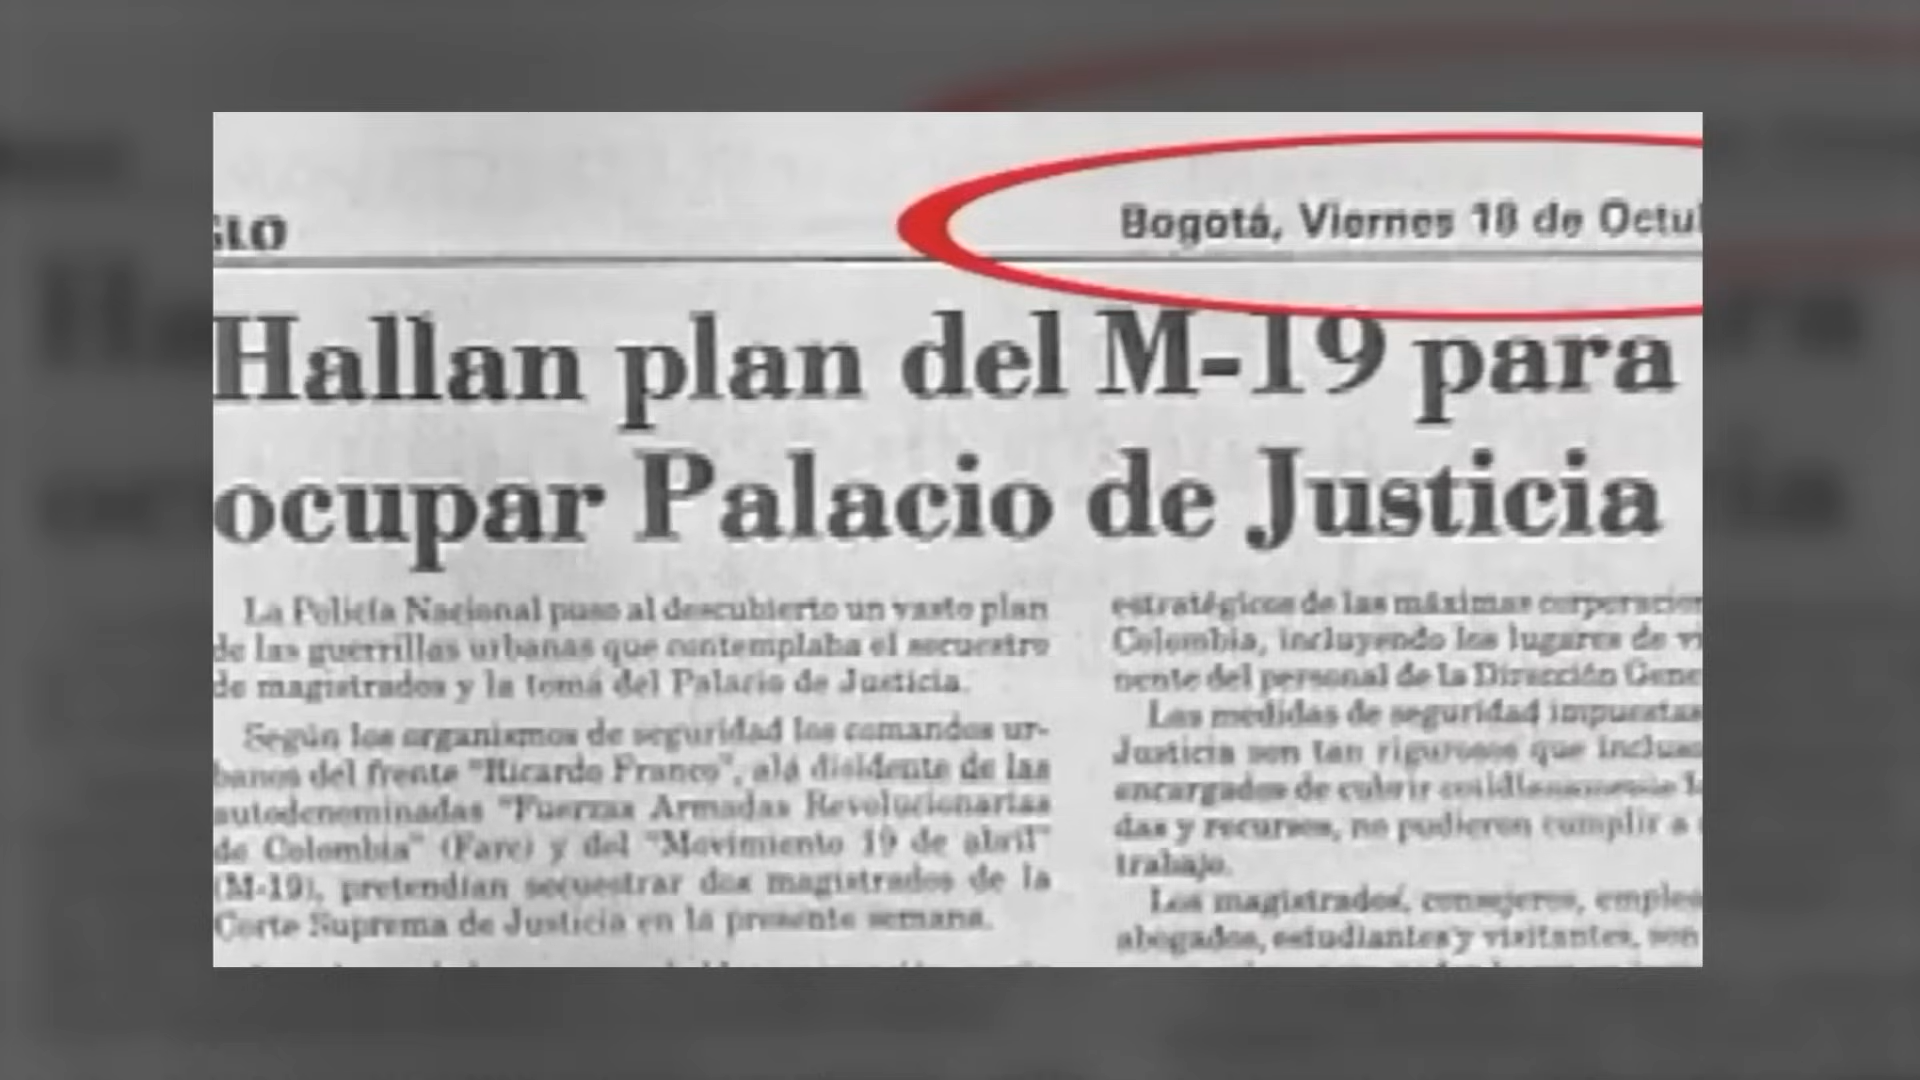 GLO
Bogotá, Viernes 18 de Octu
Hallan plan del M-19 para
ocupar Palacio de Justicia
La Policía Nacional puso al descubierto un vasto plan
de las guerrillas urbanas que contemplaba el secuestro
de magistrados y la toma del Palacio de Justicia.
Según los organismos de seguridad los comandos ur-
banos del frente "Ricardo Franco", ala disidente de las
autodenominadas "Fuerzas Armadas Revolucionarias
de Colombia" (Farc) y del "Movimiento 19 de abril"
(M-19), pretendían secuestrar dos magistrados de la
Corte Suprema de Justicia en la presente semana.
estratégicos de las máximas corporacion
Colombia, incluyendo los lugares de vi
nente del personal de la Dirección Gene
Las medidas de seguridad impuestas
Justicia son tan rigurosos que inclus
encargados de cubrir cotidianamente
das y recursos, no pudieron cumplir a
trabajo.
Los magistrados, consejeros, emplea
abogados, estudiantes y visitantes, son